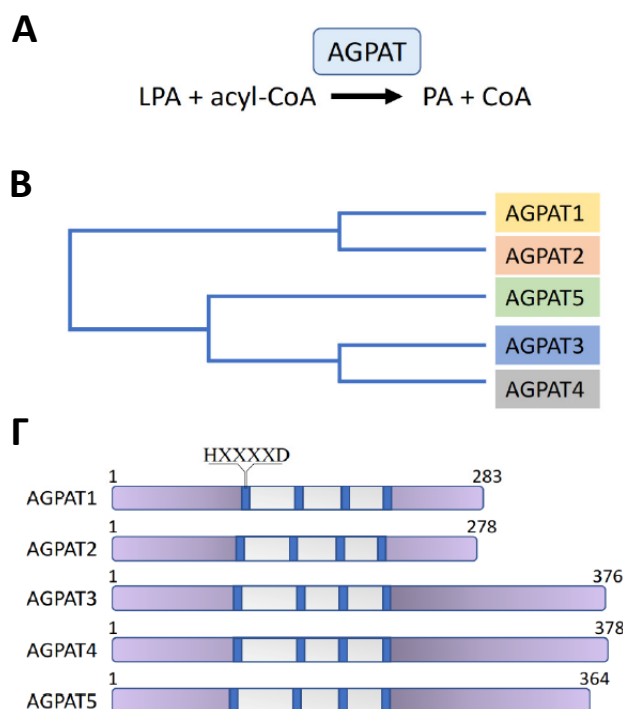 A
AGPAT
LPA + acyl-CoA PA + CoA
B
AGPAT1
AGPAT2
AGPAT5
AGPAT3
AGPAT4
Г
HXXXXD
1 283
AGPAT1
1 278
AGPAT2
1 376
AGPAT3
1 378
AGPAT4
1 364
AGPAT5